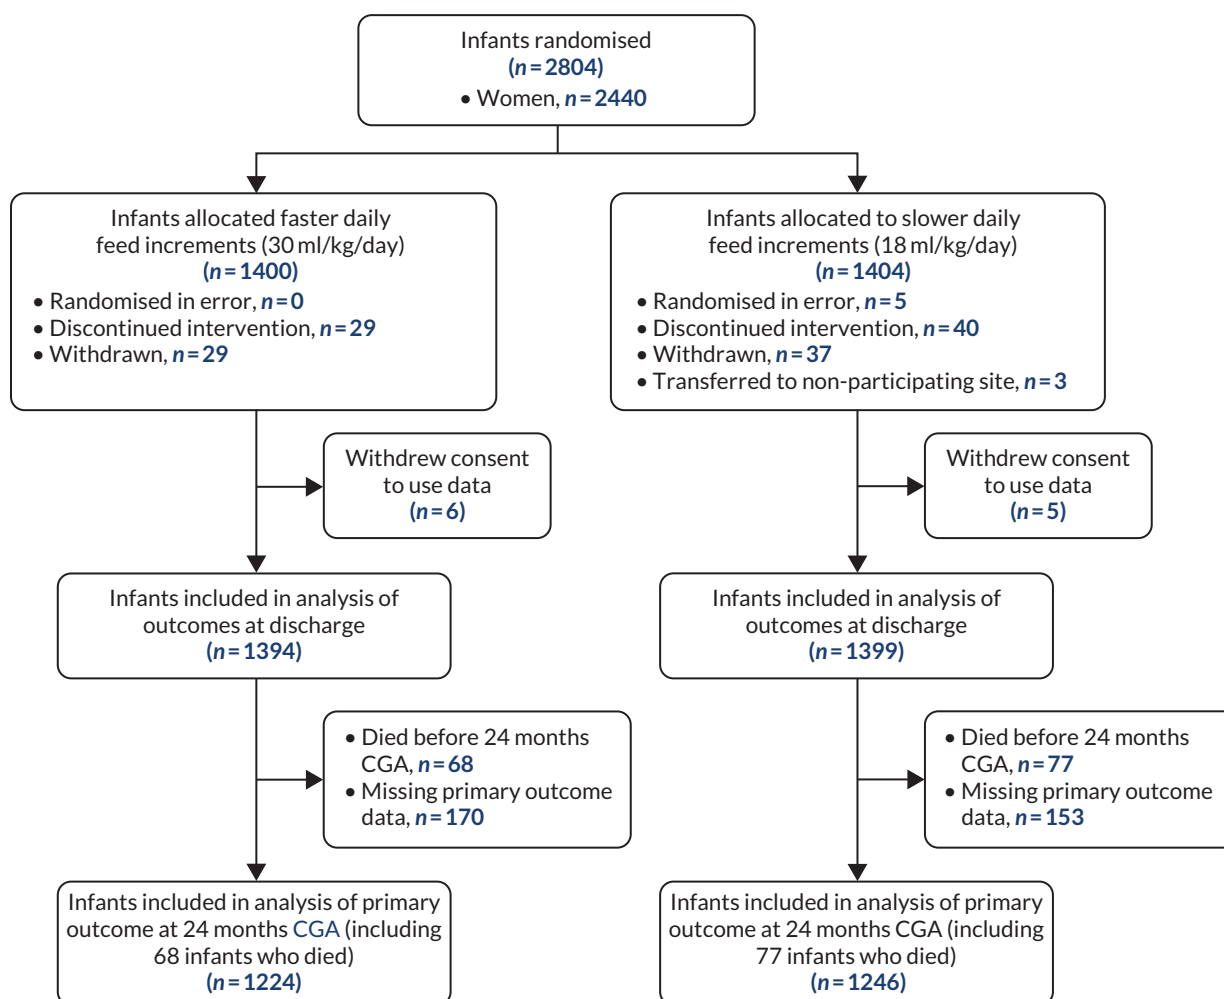 Infants randomised
(n=2804)
• Women, n=2440
Infants allocated faster daily
feed increments (30 ml/kg/day)
(n=1400)
• Randomised in error, n=0
• Discontinued intervention, n=29
• Withdrawn, n=29
Infants allocated to slower daily
feed increments (18 ml/kg/day)
(n=1404)
• Randomised in error, n=5
• Discontinued intervention, n=40
• Withdrawn, n=37
• Transferred to non-participating site, n=3
Withdrew consent
to use data
(n=6)
Withdrew consent
to use data
(n=5)
Infants included in analysis of
outcomes at discharge
(n=1394)
Infants included in analysis of
outcomes at discharge
(n=1399)
• Died before 24 months
CGA, n=68
• Missing primary outcome
data, n=170
• Died before 24 months
CGA, n=77
• Missing primary outcome
data, n=153
Infants included in analysis of primary
outcome at 24 months CGA (including
68 infants who died)
(n=1224)
Infants included in analysis of primary
outcome at 24 months CGA (including
77 infants who died)
(n=1246)